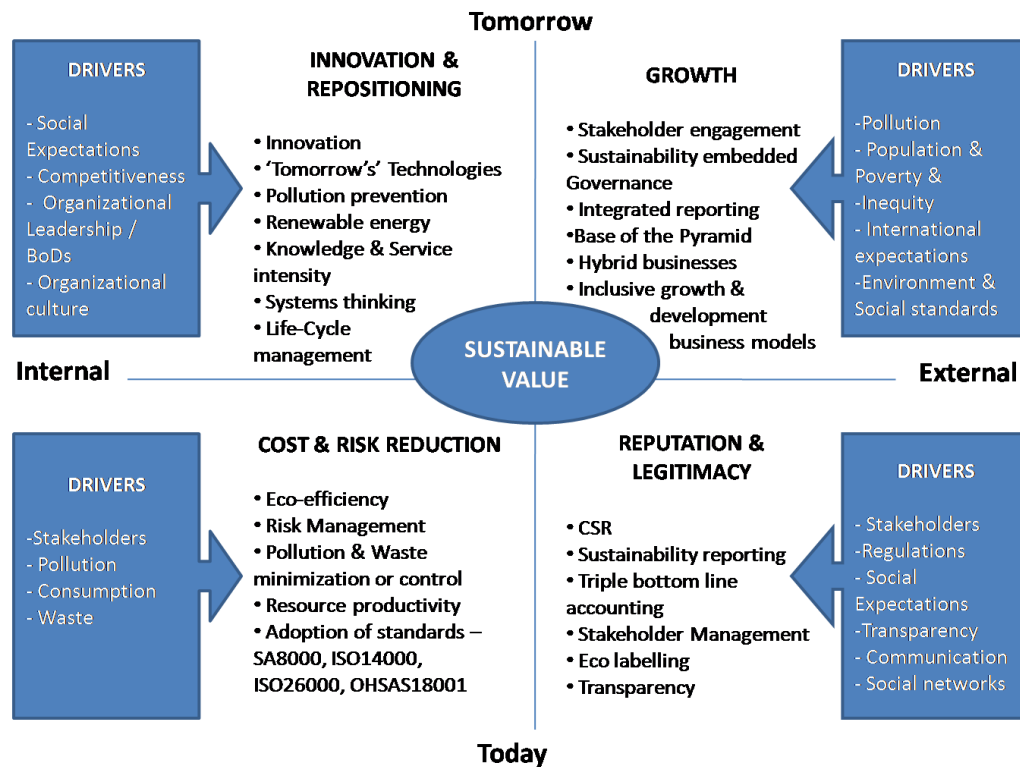 Tomorrow
DRIVERS
- Social
Expectations
- Competitiveness
- Organizational
Leadership /
BoDs
- Organizational
culture
INNOVATION &
REPOSITIONING
• Innovation
• ‘Tomorrow’s’ Technologies
• Pollution prevention
• Renewable energy
• Knowledge & Service
intensity
• Systems thinking
• Life-Cycle
management
GROWTH
• Stakeholder engagement
• Sustainability embedded
Governance
• Integrated reporting
•Base of the Pyramid
• Hybrid businesses
• Inclusive growth &
development
business models
DRIVERS
-Pollution
- Population &
Poverty &
-Inequity
- International
expectations
-Environment &
Social standards
Internal
SUSTAINABLE
VALUE
External
DRIVERS
-Stakeholders
- Pollution
- Consumption
- Waste
COST & RISK REDUCTION
• Eco-efficiency
• Risk Management
• Pollution & Waste
minimization or control
• Resource productivity
• Adoption of standards –
SA8000, ISO14000,
ISO26000, OHSAS18001
REPUTATION &
LEGITIMACY
• CSR
• Sustainability reporting
• Triple bottom line
accounting
• Stakeholder Management
• Eco labelling
• Transparency
DRIVERS
- Stakeholders
-Regulations
- Social
Expectations
-Transparency
- Communication
- Social networks
Today